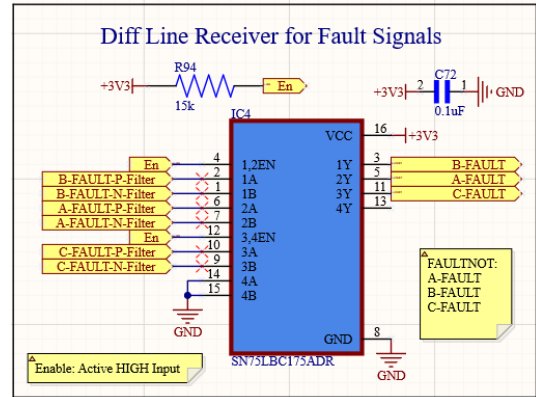 Diff Line Receiver for Fault Signals
R94
+3V3
15k
En
C72
+3V3
2
1
GND
0.1uF
IC4
VCC
16
+3V3
En
4
1,2EN
1Y
3
B-FAULT
B-FAULT-P-Filter
2
1A
2Y
5
A-FAULT
B-FAULT-N-Filter
1
1B
3Y
11
C-FAULT
A-FAULT-P-Filter
6
2A
4Y
13
A-FAULT-N-Filter
7
2B
En
12
3,4EN
C-FAULT-P-Filter
10
3A
C-FAULT-N-Filter
9
3B
14
4A
15
4B
GND
GND
8
GND
SN75LBC175ADR
FAULTNOT:
A-FAULT
B-FAULT
C-FAULT
Enable: Active HIGH Input